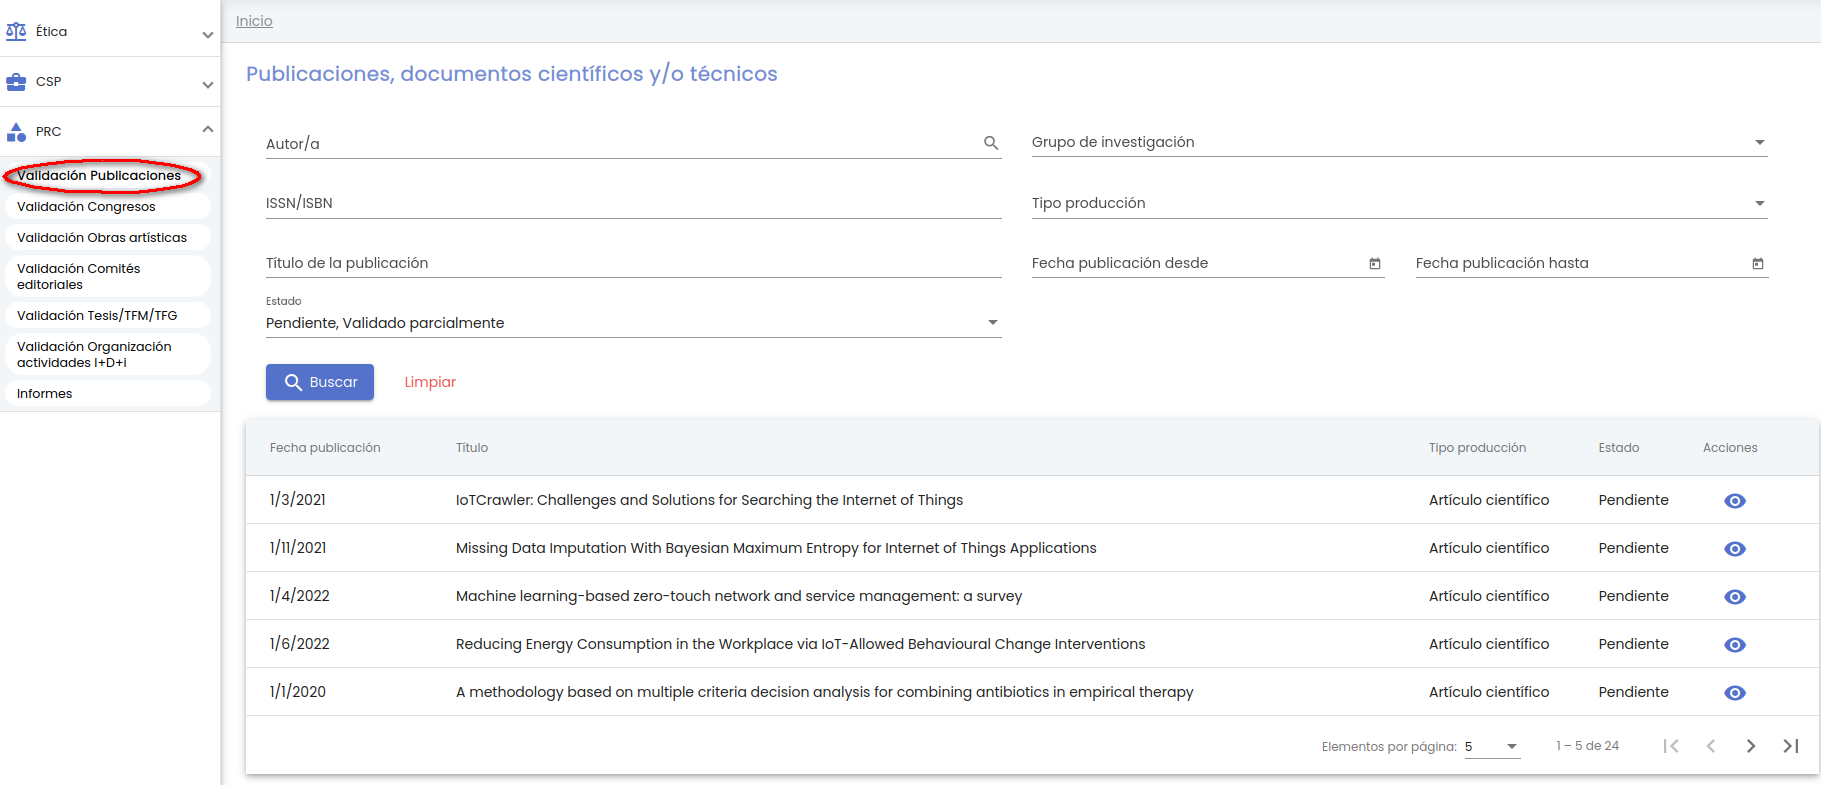 Ética
CSP
PRC
Validación Publicaciones
Validación Congresos
Validación Obras artísticas
Validación Comités
editoriales
Validación Tesis/TFM/TFG
Validación Organización
actividades I+D+i
Informes
Inicio
Publicaciones, documentos científicos y/o técnicos
Autor/a
Grupo de investigación
ISSN/ISBN
Tipo producción
Título de la publicación
Fecha publicación desde
Fecha publicación hasta
Estado
Pendiente, Validado parcialmente
Buscar
Limpiar
Fecha publicación Título Tipo producción Estado Acciones
1/3/2021 IoTCrawler: Challenges and Solutions for Searching the Internet of Things Artículo científico Pendiente
1/11/2021 Missing Data Imputation With Bayesian Maximum Entropy for Internet of Things Applications Artículo científico Pendiente
1/4/2022 Machine learning-based zero-touch network and service management: a survey Artículo científico Pendiente
1/6/2022 Reducing Energy Consumption in the Workplace via IoT-Allowed Behavioural Change Interventions Artículo científico Pendiente
1/1/2020 A methodology based on multiple criteria decision analysis for combining antibiotics in empirical therapy Artículo científico Pendiente
Elementos por página: 5 1 – 5 de 24